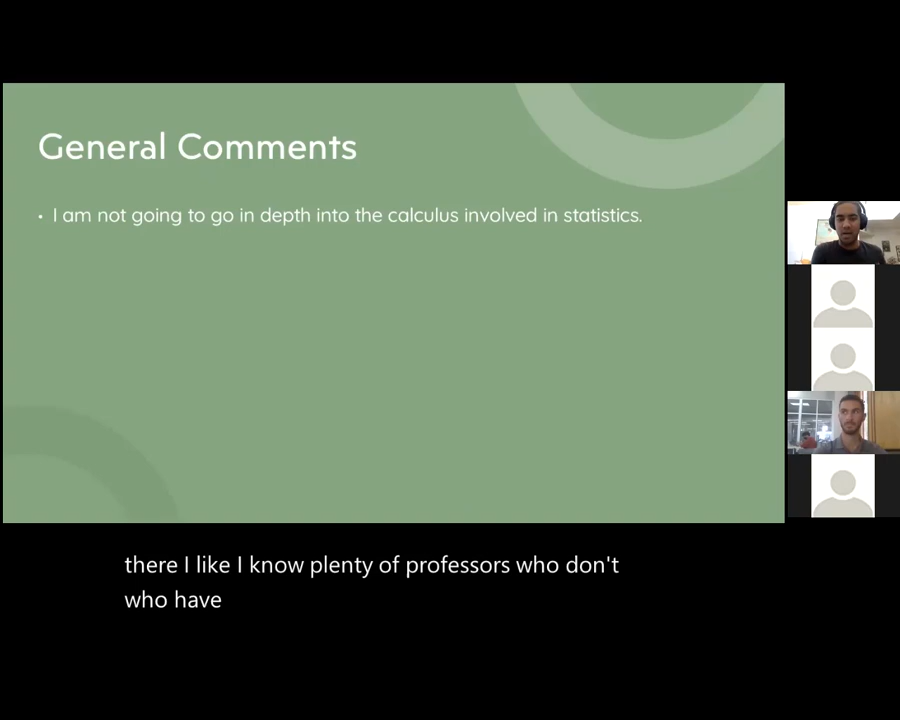 General Comments
• I am not going to go in depth into the calculus involved in statistics.
there I like I know plenty of professors who don't
who have